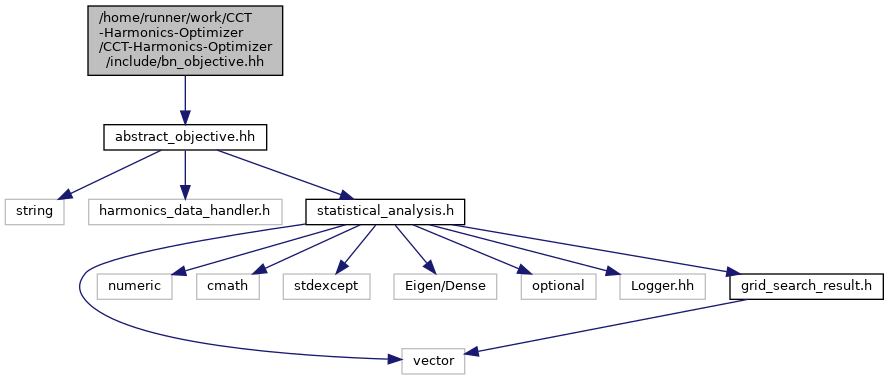 /home/runner/work/CCT
-Harmonics-Optimizer
/CCT-Harmonics-Optimizer
/include/bn_objective.hh
abstract_objective.hh
string
harmonics_data_handler.h
statistical_analysis.h
numeric
cmath
stdexcept
Eigen/Dense
optional
Logger.hh
grid_search_result.h
vector